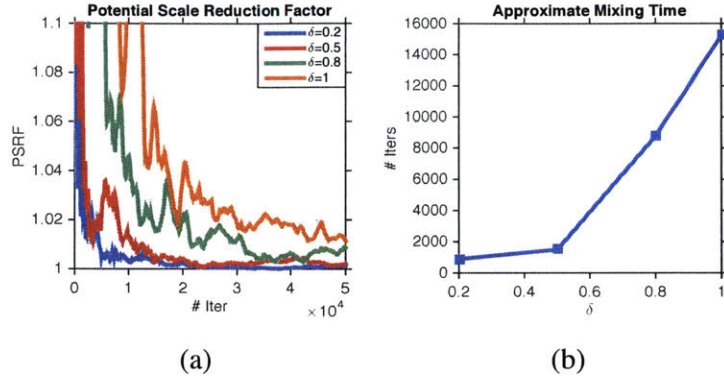 Potential Scale Reduction Factor
1.1
1.08
1.06
1.04
1.02
1
PSRF
δ=0.2
δ=0.5
δ=0.8
δ=1
0 1 2 3 4 5
# Iter
×10^4
(a)
Approximate Mixing Time
16000
14000
12000
10000
8000
6000
4000
2000
0
# Iters
0.2 0.4 0.6 0.8 1
δ
(b)